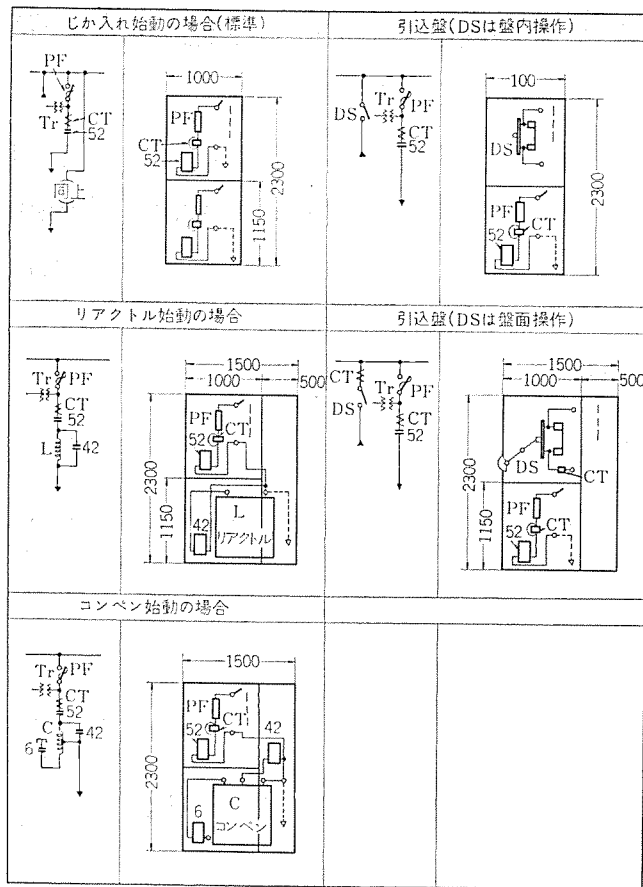 じか入れ始動の場合(標準)
PF
Tr
CT
52
同
1000
PF
CT
52
2300
1150
引込盤(DSは盤内操作)
DS
Tr
PF
CT
52
100
DS
PF
CT
52
2300
リアクトル始動の場合
Tr
PF
CT
52
L
42
1500
1000
500
PF
CT
52
2300
1150
L
42
リアクトル
引込盤(DSは盤面操作)
CT
DS
Tr
PF
CT
52
1500
1000
500
DS
CT
PF
CT
52
2300
1150
コンペン始動の場合
Tr
PF
CT
52
C
42
6
1500
PF
CT
52
42
2300
C
6
コンペン